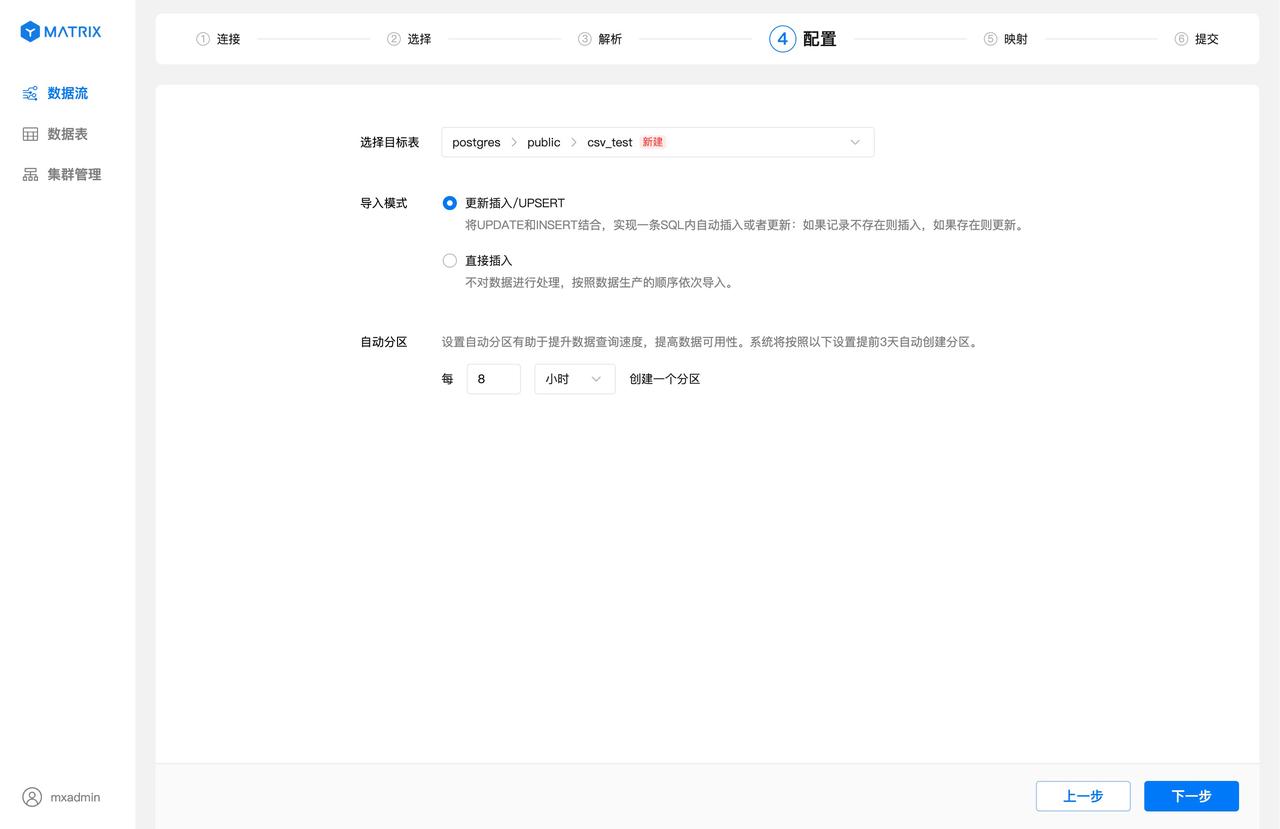 MATRIX
① 连接 ② 选择 ③ 解析 4 配置 ⑤ 映射 ⑥ 提交
数据流
数据表
集群管理
选择目标表 postgres > public > csv_test 新建
导入模式 更新插入/UPSERT
将UPDATE和INSERT结合，实现一条SQL内自动插入或者更新：如果记录不存在则插入，如果存在则更新。
直接插入
不对数据进行处理，按照数据生产的顺序依次导入。
自动分区 设置自动分区有助于提升数据查询速度，提高数据可用性。系统将按照以下设置提前3天自动创建分区。
每 8 小时 创建一个分区
mxadmin
上一步 下一步